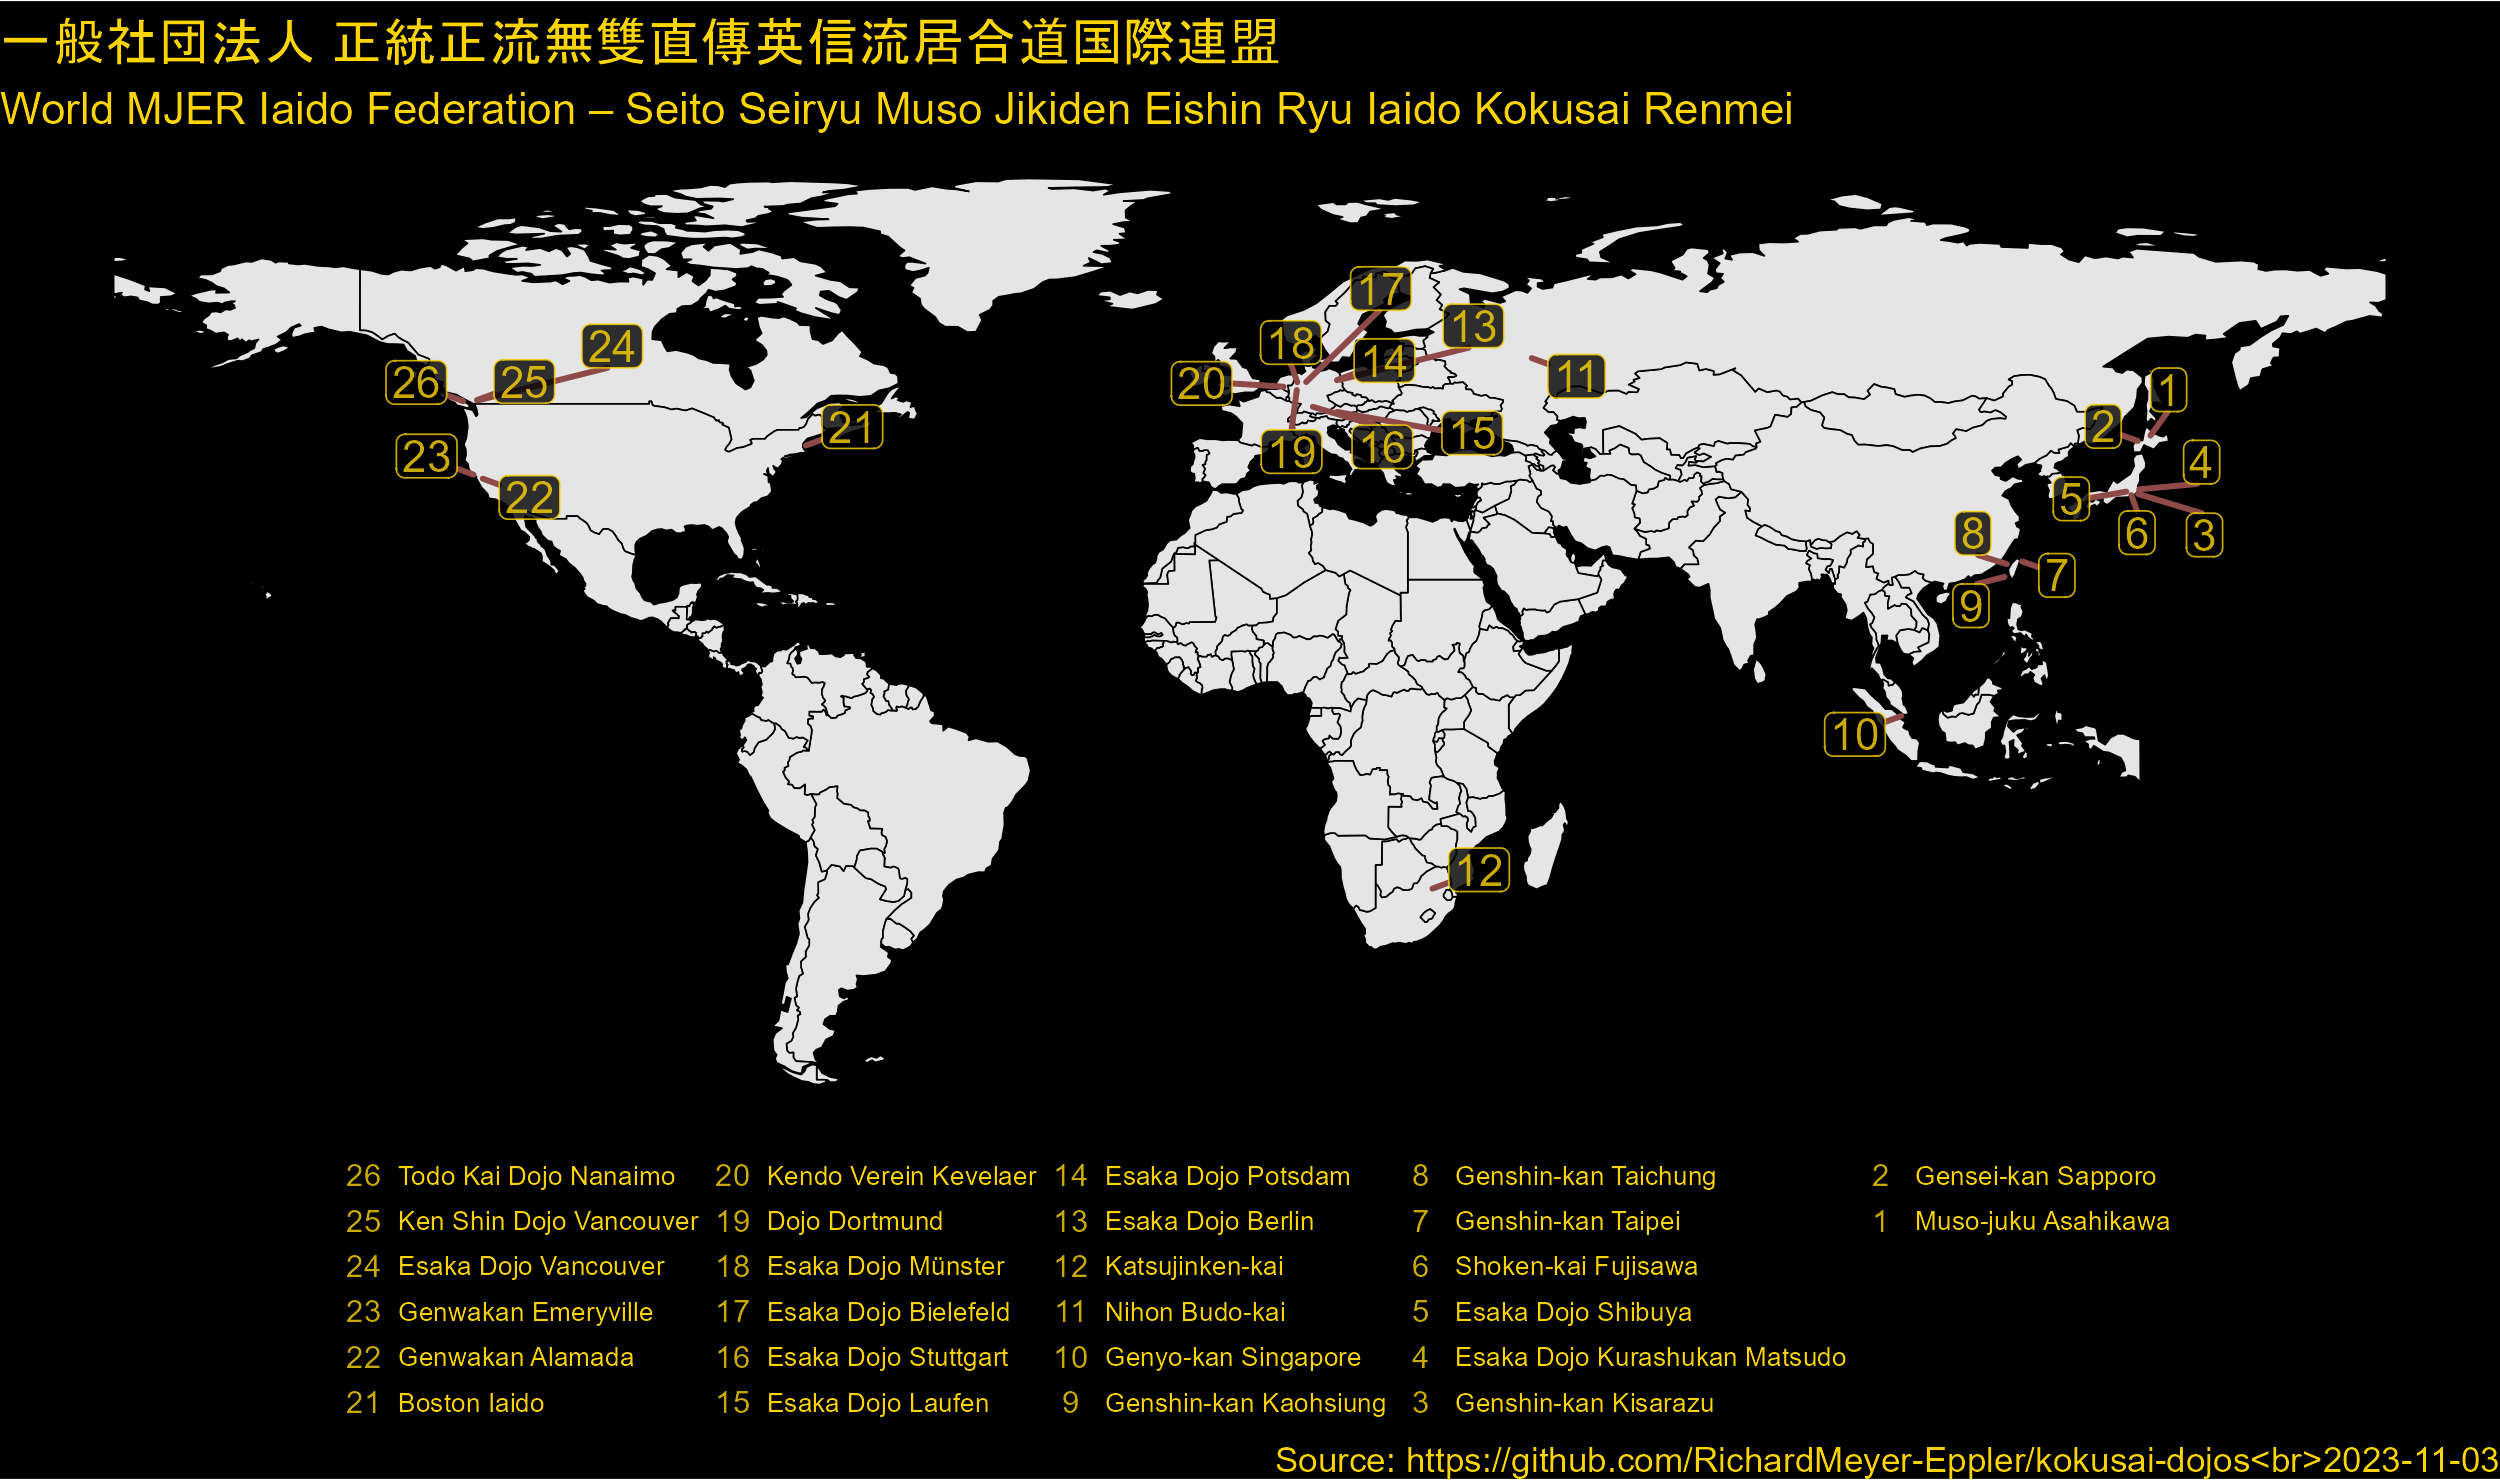 一般社団法人 正統正流無雙直傳英信流居合道国際連盟
World MJER Iaido Federation – Seito Seiryu Muso Jikiden Eishin Ryu Iaido Kokusai Renmei
17
13
18
24
14
20
26
25
11
1
21
2
15
23
16
19
4
22
5
8
6
3
7
9
10
12
26 Todo Kai Dojo Nanaimo
25 Ken Shin Dojo Vancouver
24 Esaka Dojo Vancouver
23 Genwakan Emeryville
22 Genwakan Alamada
21 Boston Iaido
20 Kendo Verein Kevelaer
19 Dojo Dortmund
18 Esaka Dojo Münster
17 Esaka Dojo Bielefeld
16 Esaka Dojo Stuttgart
15 Esaka Dojo Laufen
14 Esaka Dojo Potsdam
13 Esaka Dojo Berlin
12 Katsujinken-kai
11 Nihon Budo-kai
10 Genyo-kan Singapore
9 Genshin-kan Kaohsiung
8 Genshin-kan Taichung
7 Genshin-kan Taipei
6 Shoken-kai Fujisawa
5 Esaka Dojo Shibuya
4 Esaka Dojo Kurashukan Matsudo
3 Genshin-kan Kisarazu
2 Gensei-kan Sapporo
1 Muso-juku Asahikawa
Source: https://github.com/RichardMeyer-Eppler/kokusai-dojos<br>2023-11-03